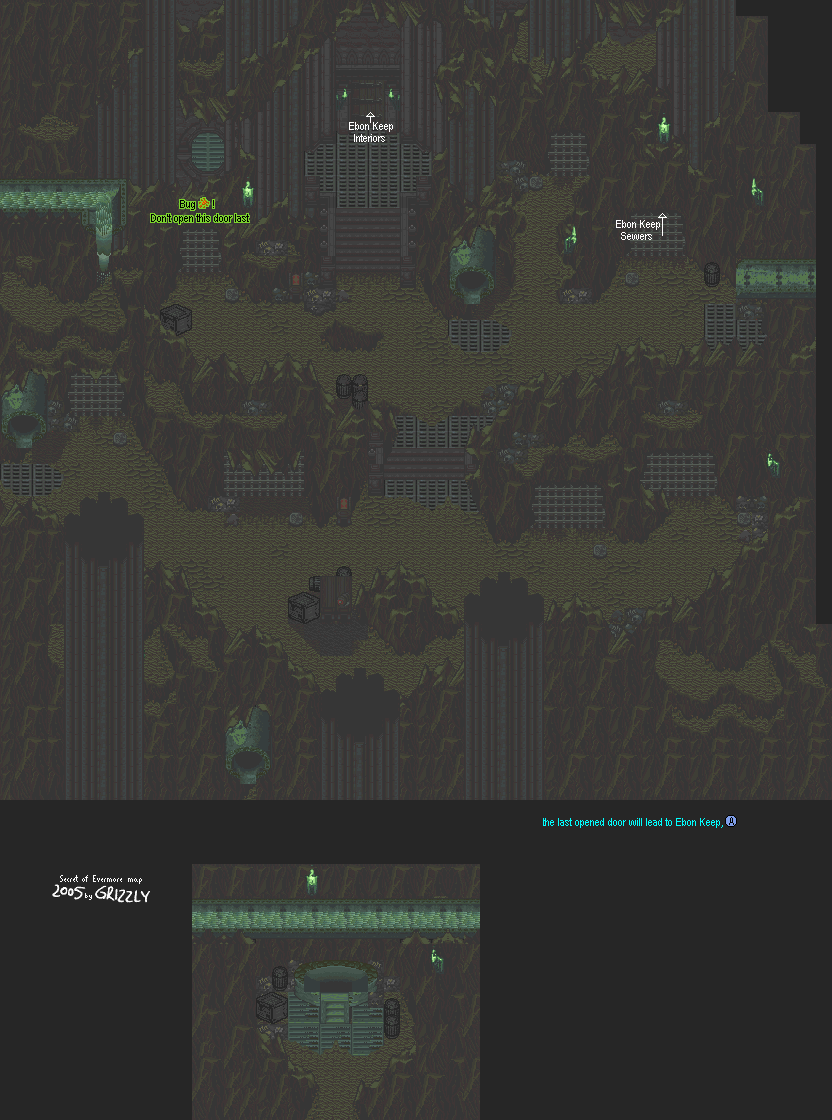 Ebon Keep
Interiors
Bug !
Don't open this door last
Ebon Keep
Sewers
the last opened door will lead to Ebon Keep, A
Secret of Evermore map
2005 by GRIZZLY